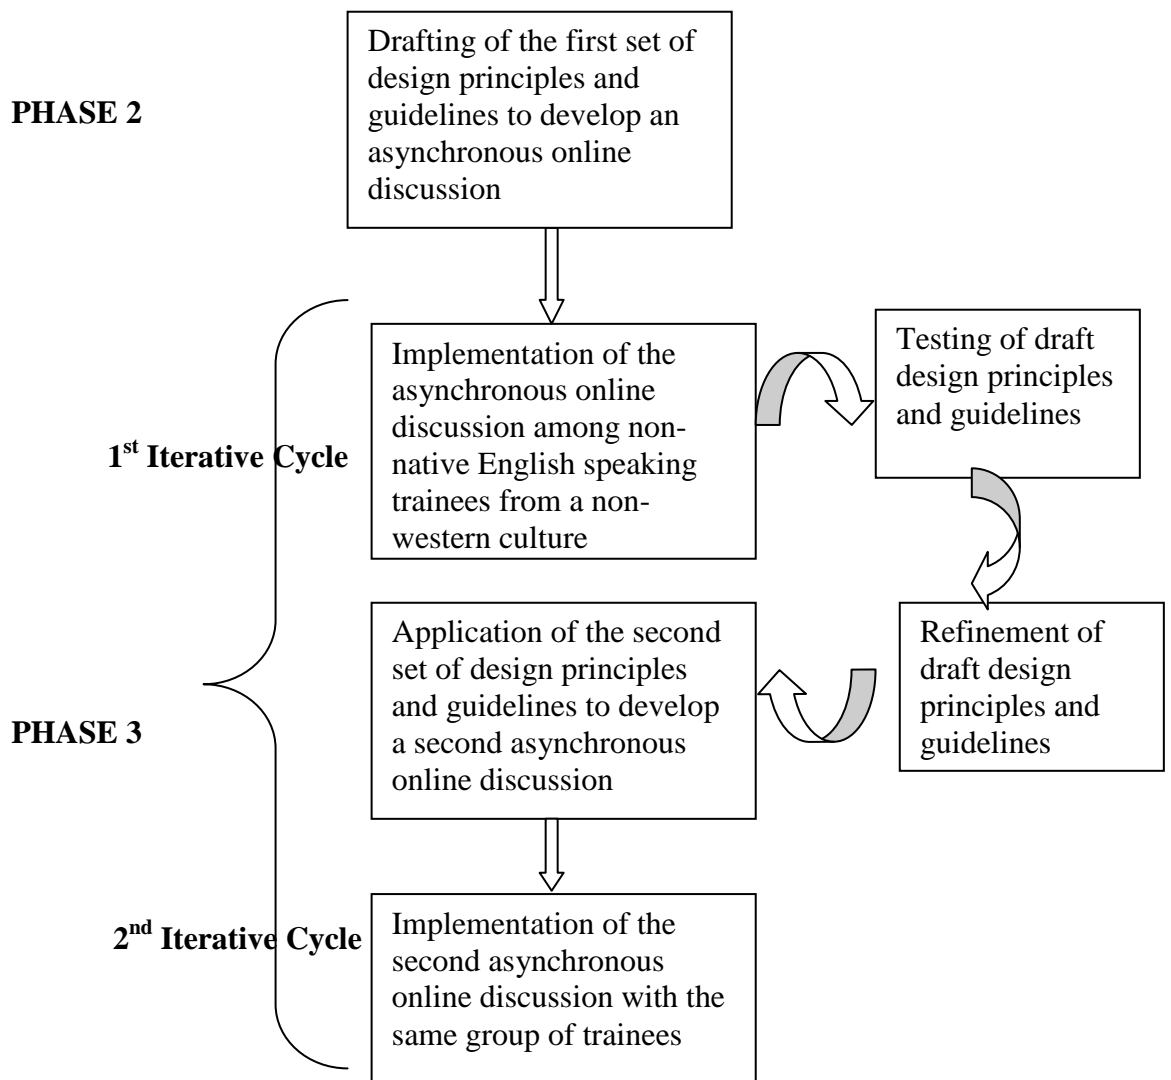 PHASE 2
Drafting of the first set of
design principles and
guidelines to develop an
asynchronous online
discussion
1st Iterative Cycle
Implementation of the
asynchronous online
discussion among non-
native English speaking
trainees from a non-
western culture
Testing of draft
design principles
and guidelines
Refinement of
draft design
principles and
guidelines
PHASE 3
Application of the second
set of design principles
and guidelines to develop
a second asynchronous
online discussion
2nd Iterative Cycle
Implementation of the
second asynchronous
online discussion with the
same group of trainees